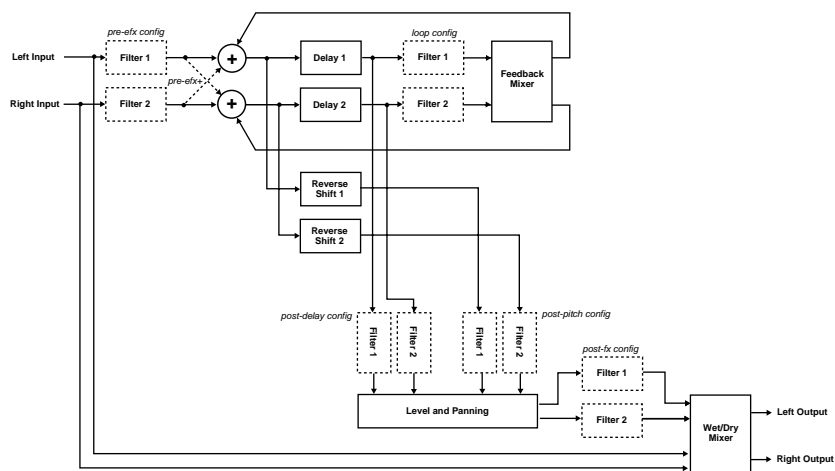 pre-efx config
loop config
Left Input
Filter 1
+
Delay 1
Filter 1
Feedback
Mixer
pre-efx+
Right Input
Filter 2
+
Delay 2
Filter 2
Reverse
Shift 1
Reverse
Shift 2
post-delay config
Filter 1
Filter 2
Filter 1
Filter 2
post-pitch config
post-fx config
Filter 1
Level and Panning
Filter 2
Wet/Dry
Mixer
Left Output
Right Output